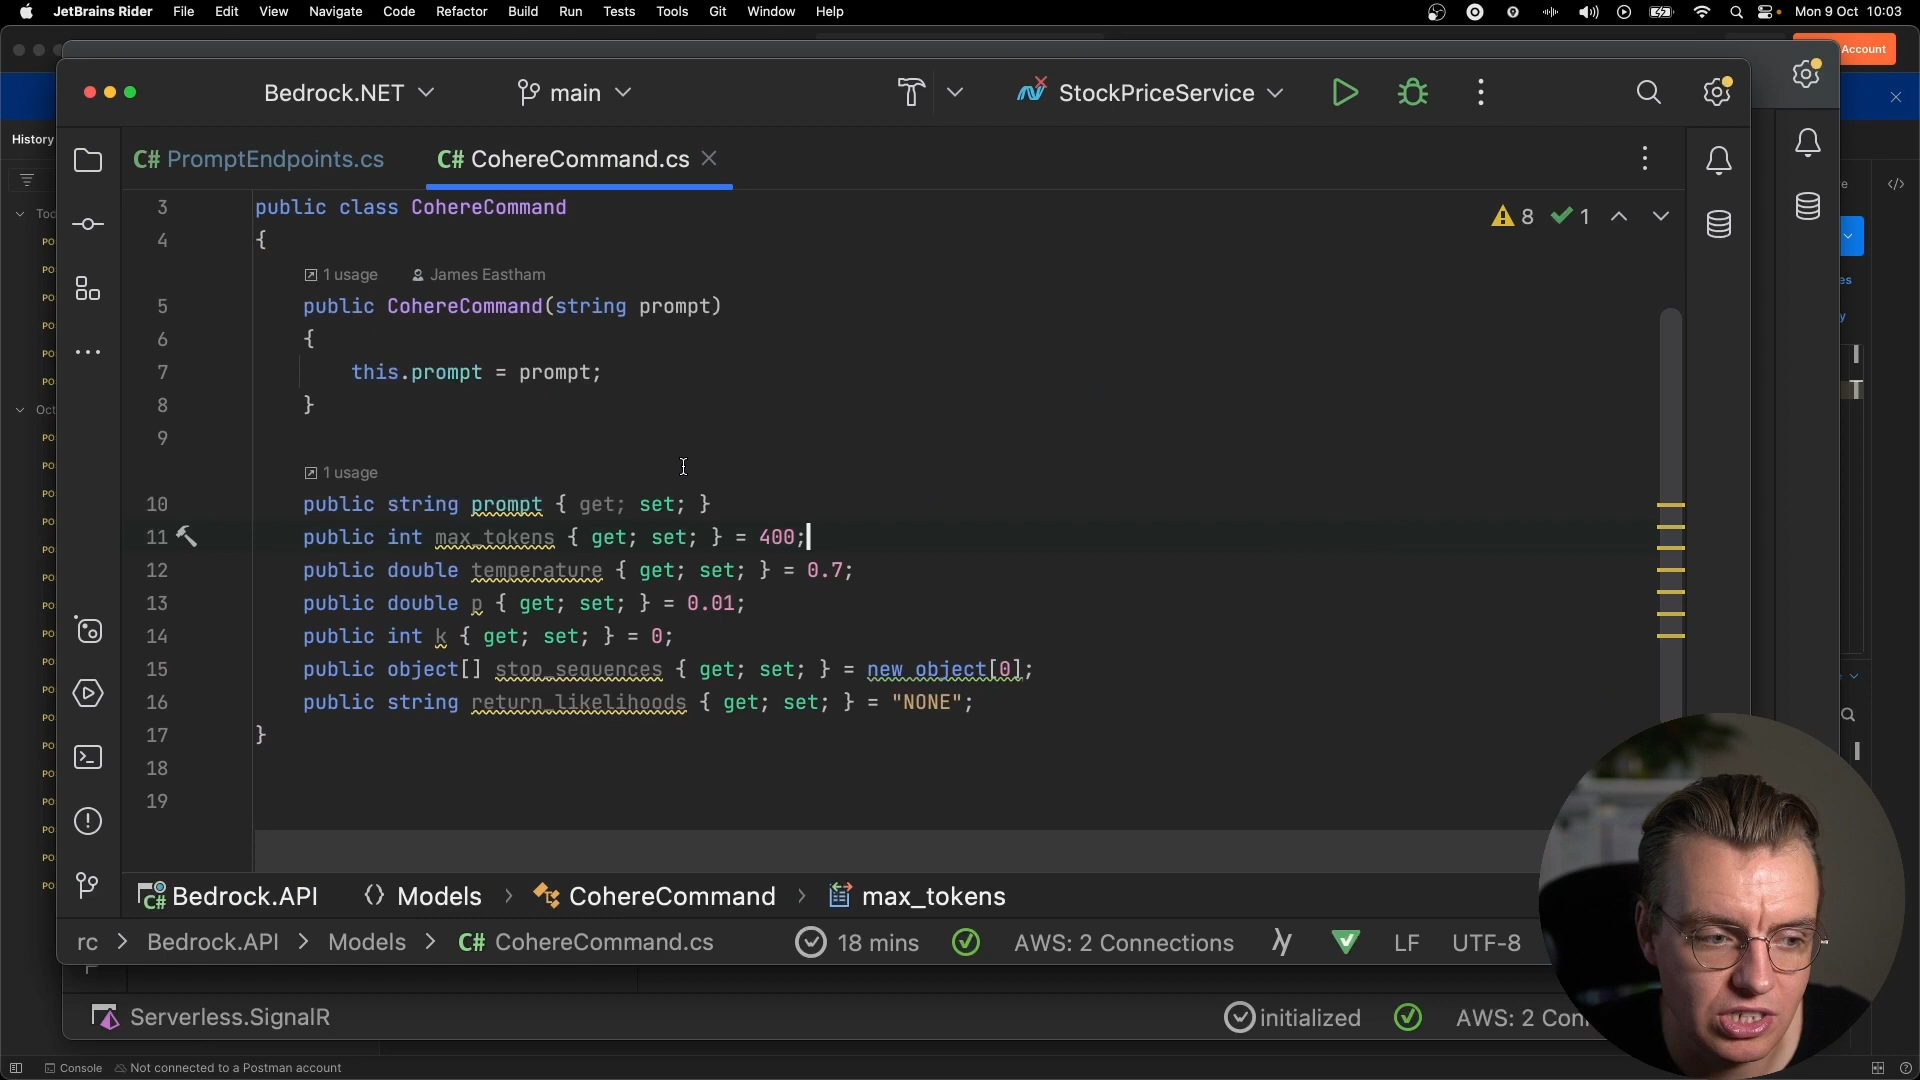 JetBrains Rider File Edit View Navigate Code Refactor Build Run Tests Tools Git Window Help Mon 9 Oct 10:03
Account
Bedrock.NET main StockPriceService
History
C# PromptEndpoints.cs C# CohereCommand.cs
3 public class CohereCommand
8 1
4 {
1 usage James Eastham
5 public CohereCommand(string prompt)
6 {
7 this.prompt = prompt;
8 }
9
1 usage
10 public string prompt { get; set; }
11 public int max_tokens { get; set; } = 400;
12 public double temperature { get; set; } = 0.7;
13 public double p { get; set; } = 0.01;
14 public int k { get; set; } = 0;
15 public object[] stop_sequences { get; set; } = new object[0];
16 public string return_likelihoods { get; set; } = "NONE";
17 }
18
19
C# Bedrock.API Models CohereCommand max_tokens
rc Bedrock.API Models C# CohereCommand.cs 18 mins AWS: 2 Connections LF UTF-8
Serverless.SignalR initialized AWS: 2 Con
Console Not connected to a Postman account